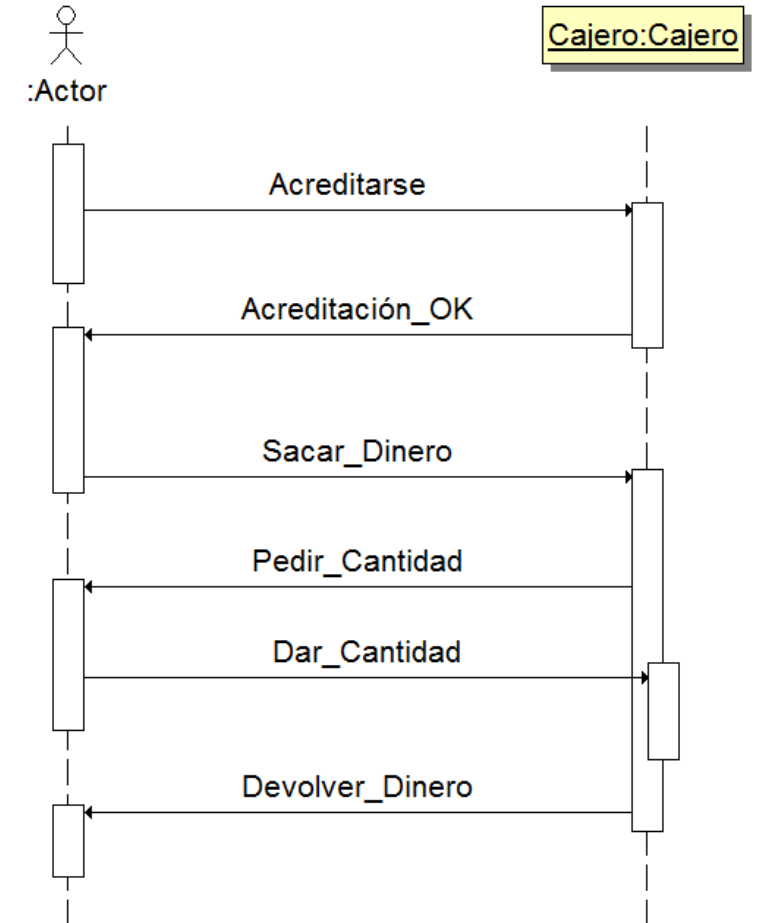 Cajero:Cajero
:Actor
Acreditarse
Acreditación_OK
Sacar_Dinero
Pedir_Cantidad
Dar_Cantidad
Devolver_Dinero